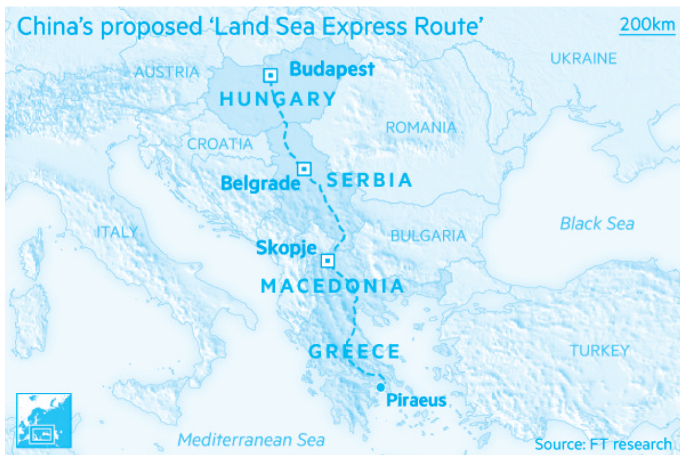 China's proposed 'Land Sea Express Route'
200km
UKRAINE
AUSTRIA
Budapest
HUNGARY
ROMANIA
CROATIA
Belgrade
SERBIA
ITALY
Black Sea
BULGARIA
Skopje
MACEDONIA
GREECE
TURKEY
Piraeus
Mediterranean Sea
Source: FT research